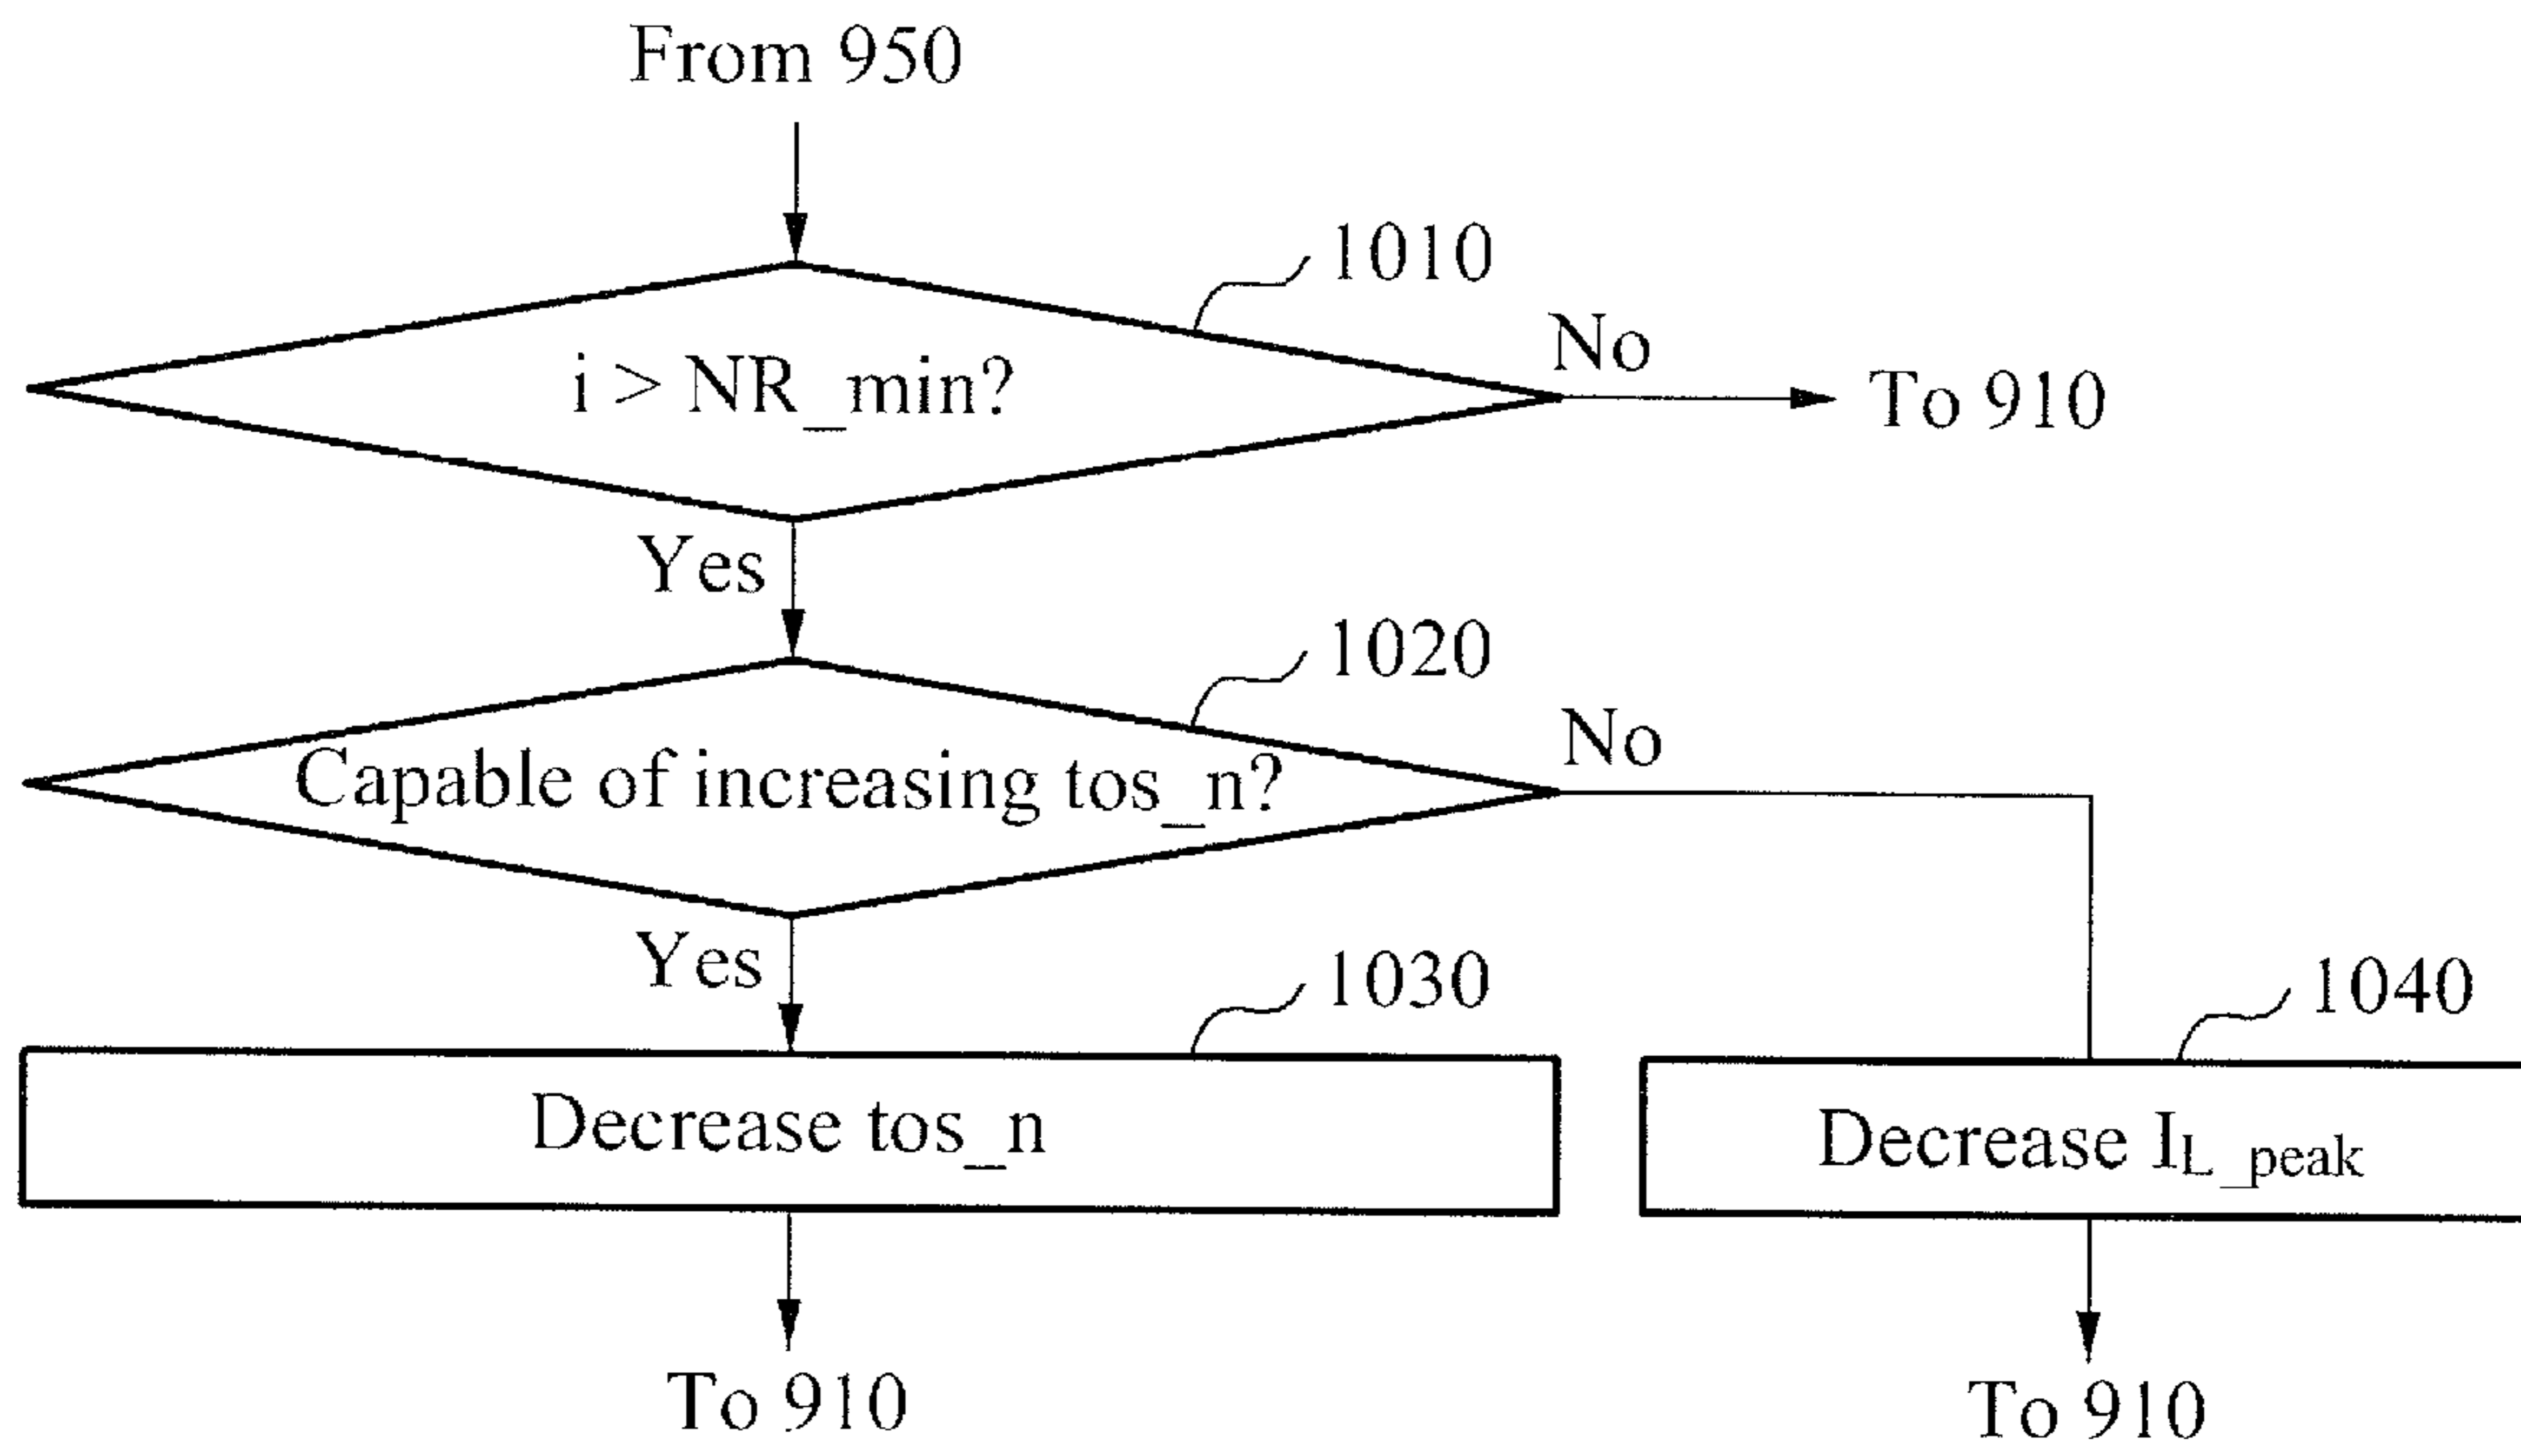 From 950
1010
i > NR_min?
No
To 910
Yes
1020
Capable of increasing tos_n?
No
Yes
1030
1040
Decrease tos_n
Decrease IL_peak
To 910
To 910